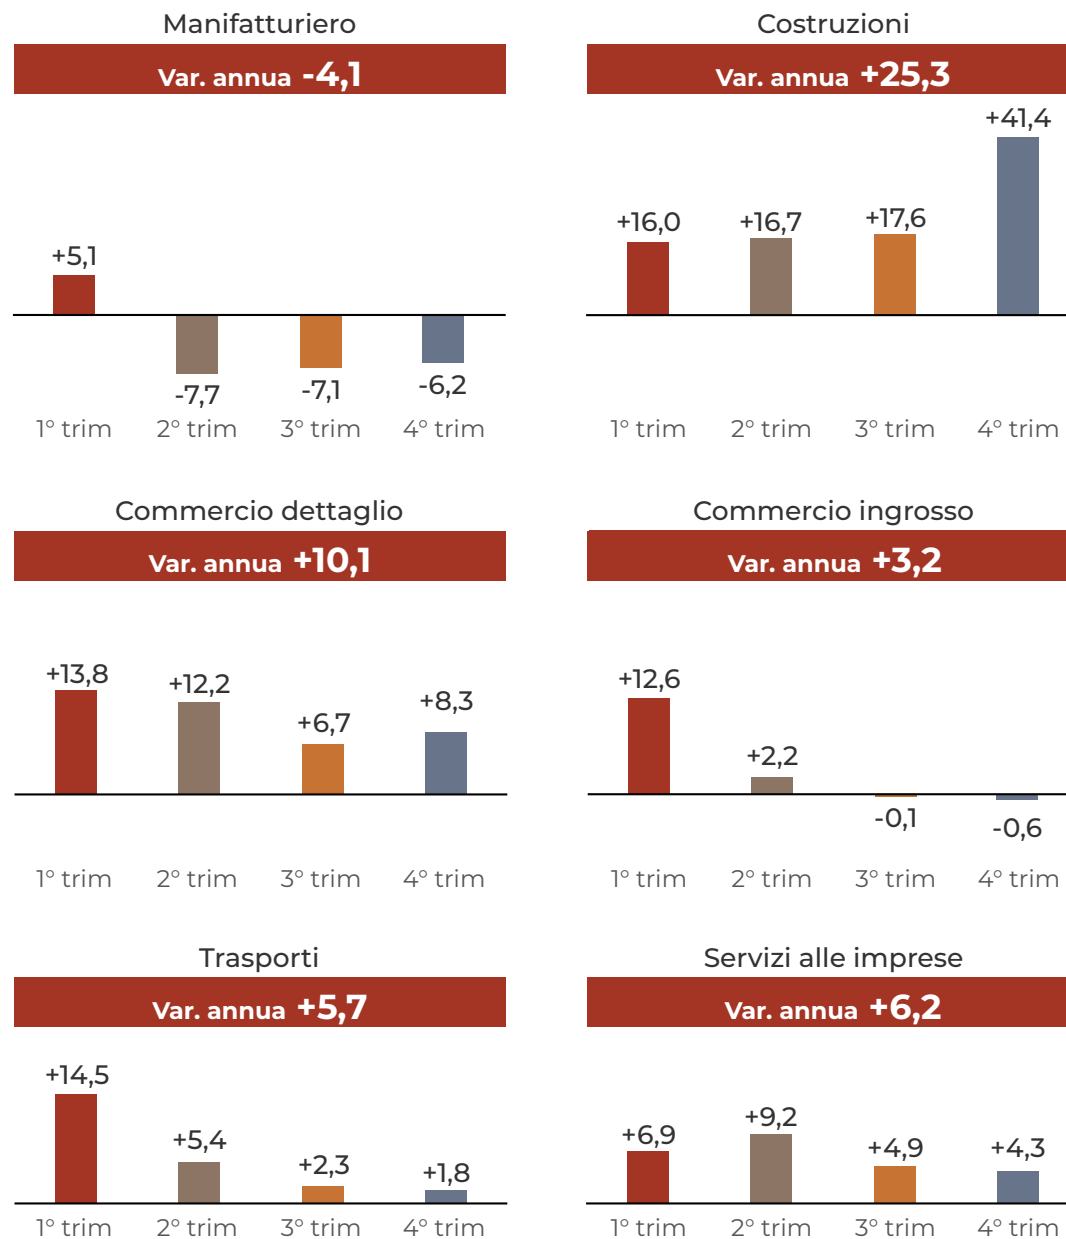 Manifatturiero
Var. annua -4,1
+5,1
-7,7
-7,1
-6,2
1° trim 2° trim 3° trim 4° trim
Costruzioni
Var. annua +25,3
+16,0
+16,7
+17,6
+41,4
1° trim 2° trim 3° trim 4° trim
Commercio dettaglio
Var. annua +10,1
+13,8
+12,2
+6,7
+8,3
1° trim 2° trim 3° trim 4° trim
Commercio ingrosso
Var. annua +3,2
+12,6
+2,2
-0,1
-0,6
1° trim 2° trim 3° trim 4° trim
Trasporti
Var. annua +5,7
+14,5
+5,4
+2,3
+1,8
1° trim 2° trim 3° trim 4° trim
Servizi alle imprese
Var. annua +6,2
+6,9
+9,2
+4,9
+4,3
1° trim 2° trim 3° trim 4° trim